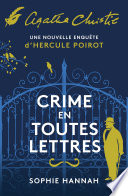 Agatha Christie
UNE NOUVELLE ENQUÊTE
D'HERCULE POIROT
CRIME
EN
TOUTES
LETTRES
SOPHIE HANNAH